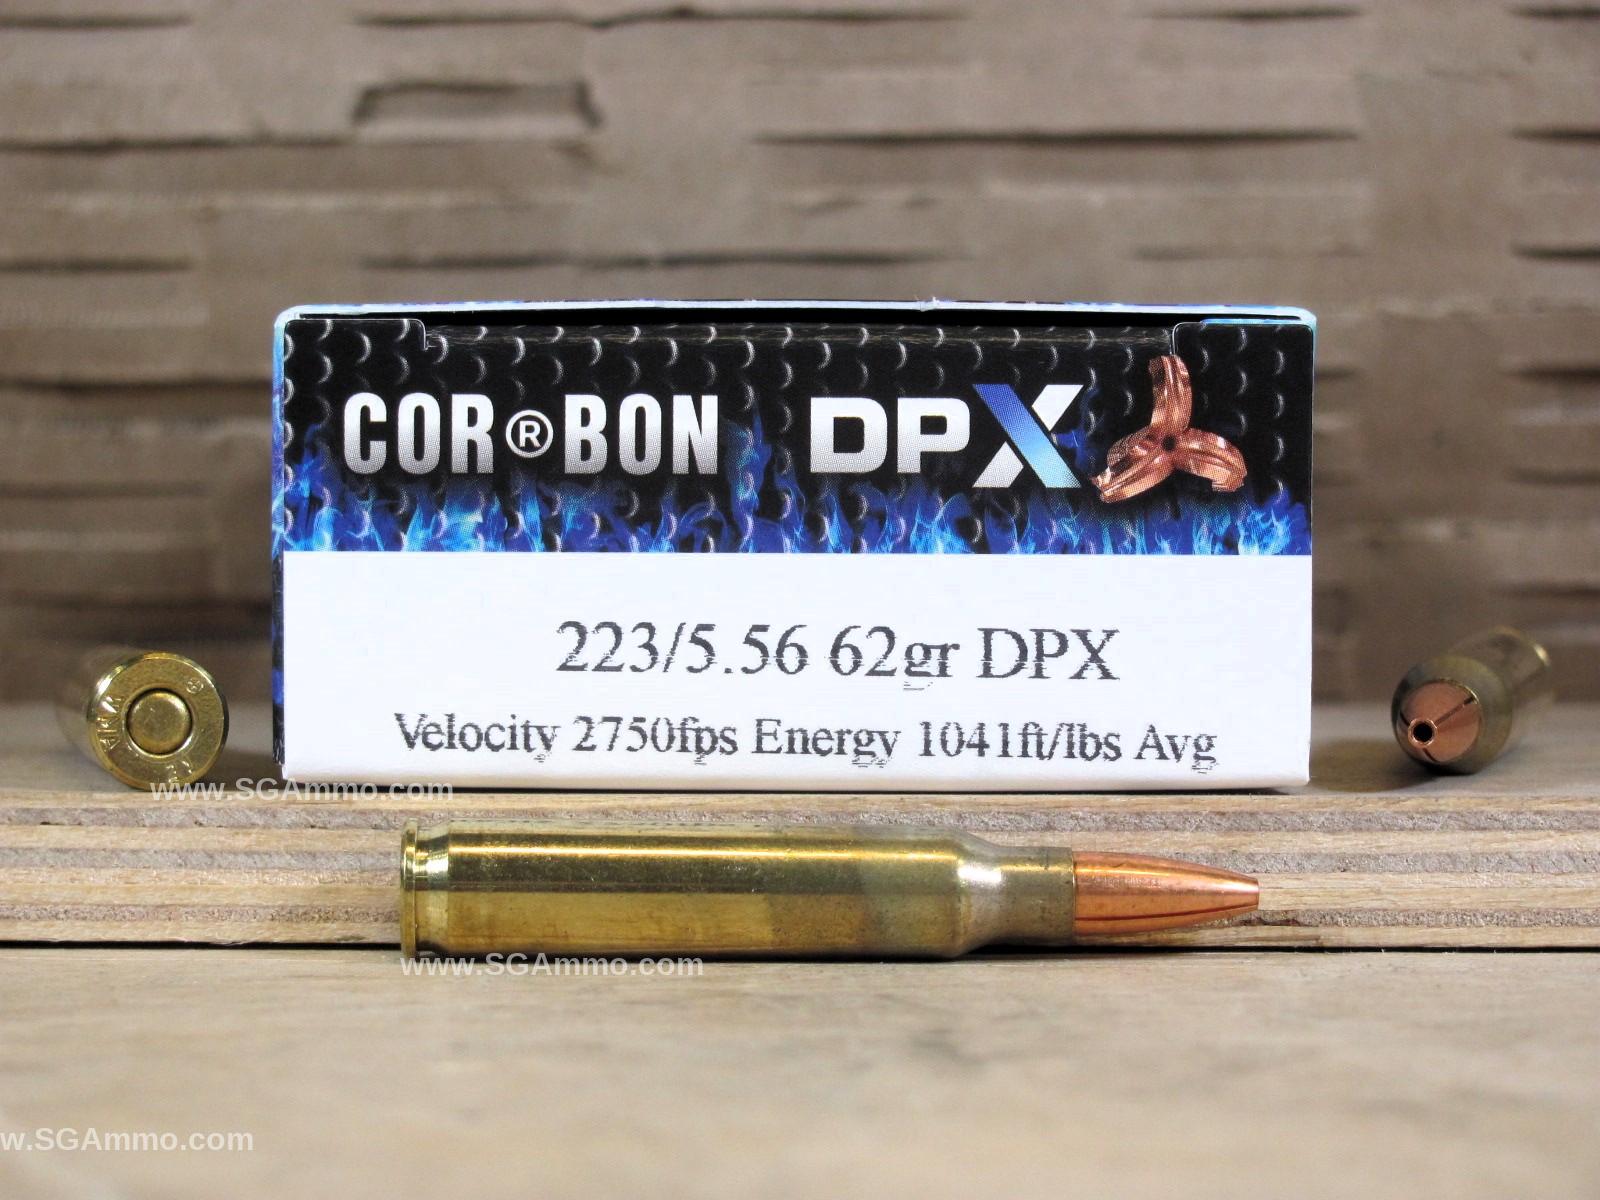 COR®BON DPX
223/5.56 62gr DPX
Velocity 2750fps Energy 1041ft/lbs Avg
www.SGAmmo.com
www.SGAmmo.com
w.SGAmmo.com